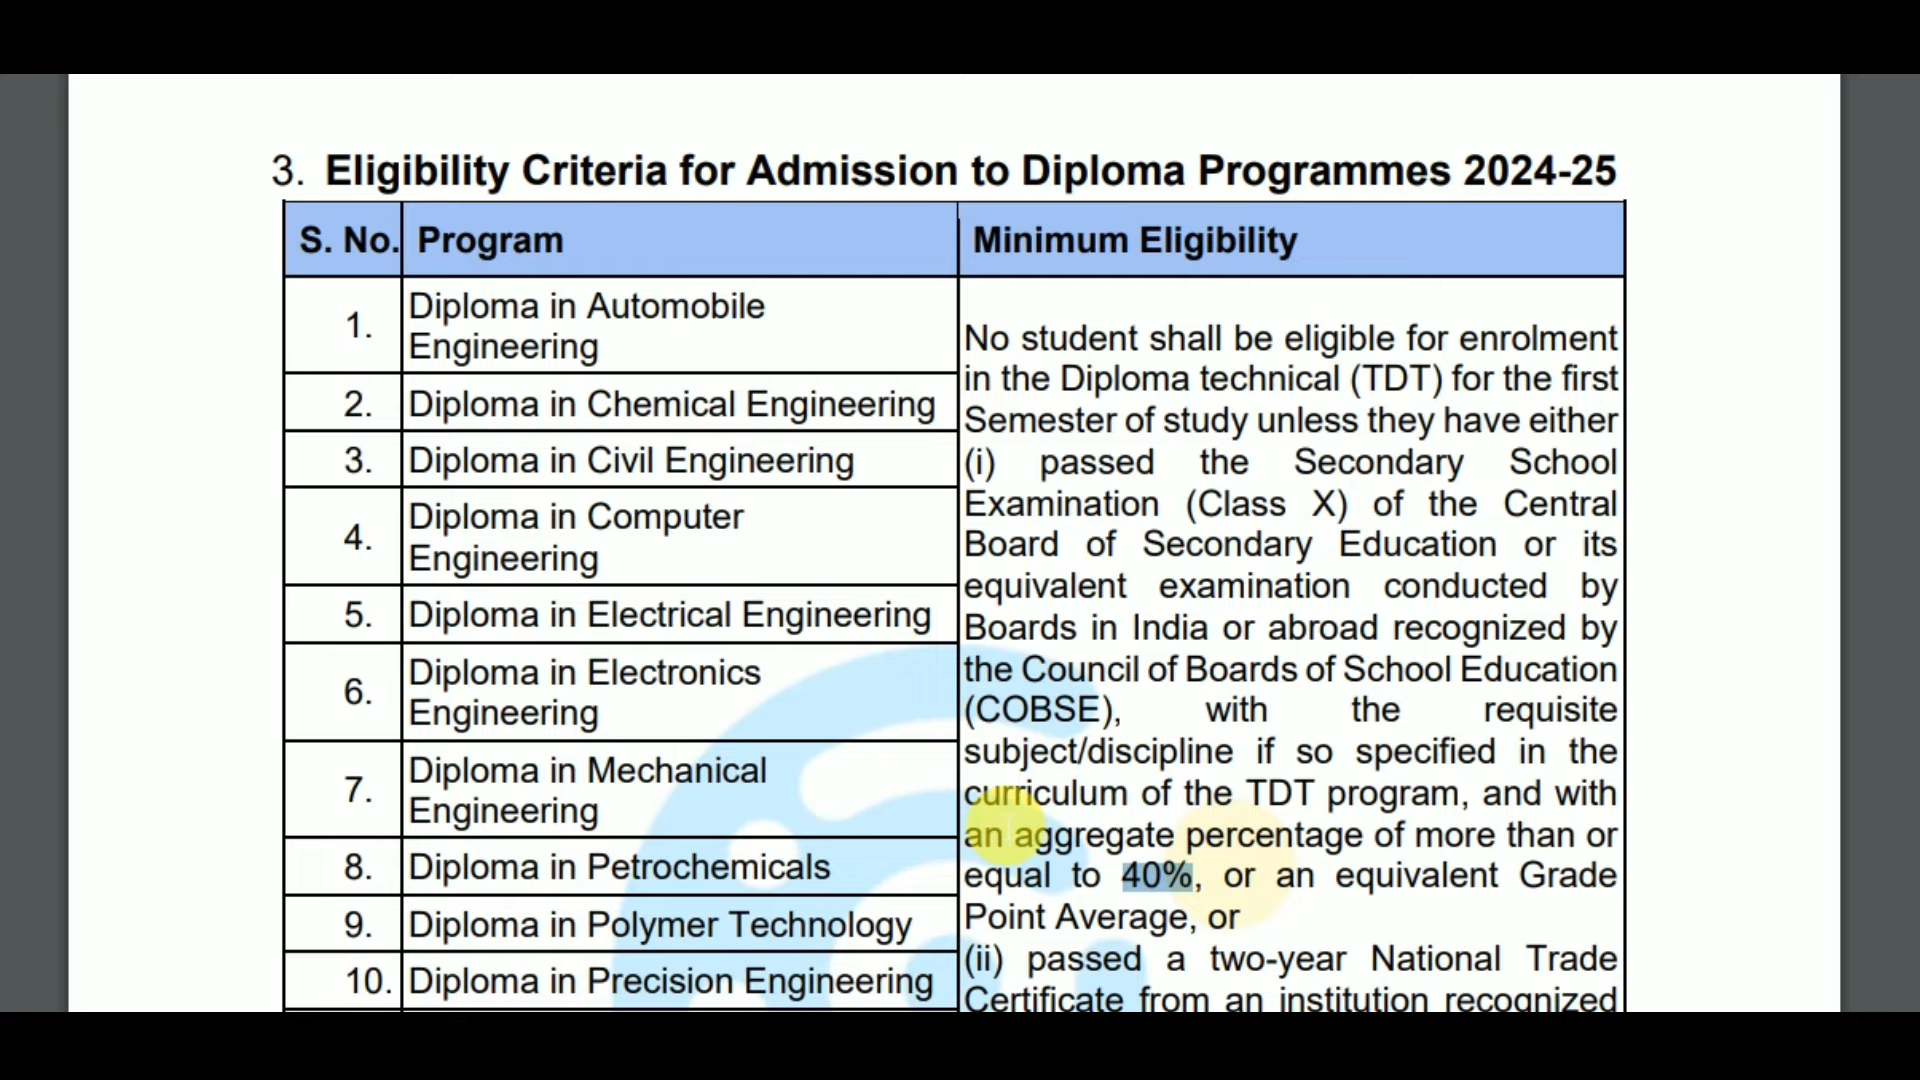 3. Eligibility Criteria for Admission to Diploma Programmes 2024-25
S. No. Program Minimum Eligibility
1. Diploma in Automobile
Engineering
2. Diploma in Chemical Engineering
3. Diploma in Civil Engineering
4. Diploma in Computer
Engineering
5. Diploma in Electrical Engineering
6. Diploma in Electronics
Engineering
7. Diploma in Mechanical
Engineering
8. Diploma in Petrochemicals
9. Diploma in Polymer Technology
10. Diploma in Precision Engineering
No student shall be eligible for enrolment
in the Diploma technical (TDT) for the first
Semester of study unless they have either
(i) passed the Secondary School
Examination (Class X) of the Central
Board of Secondary Education or its
equivalent examination conducted by
Boards in India or abroad recognized by
the Council of Boards of School Education
(COBSE), with the requisite
subject/discipline if so specified in the
curriculum of the TDT program, and with
an aggregate percentage of more than or
equal to 40%, or an equivalent Grade
Point Average, or
(ii) passed a two-year National Trade
Certificate from an institution recognized